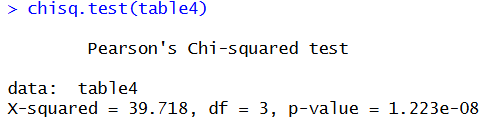 > chisq.test(table4)
Pearson's Chi-squared test
data:  table4
X-squared = 39.718, df = 3, p-value = 1.223e-08